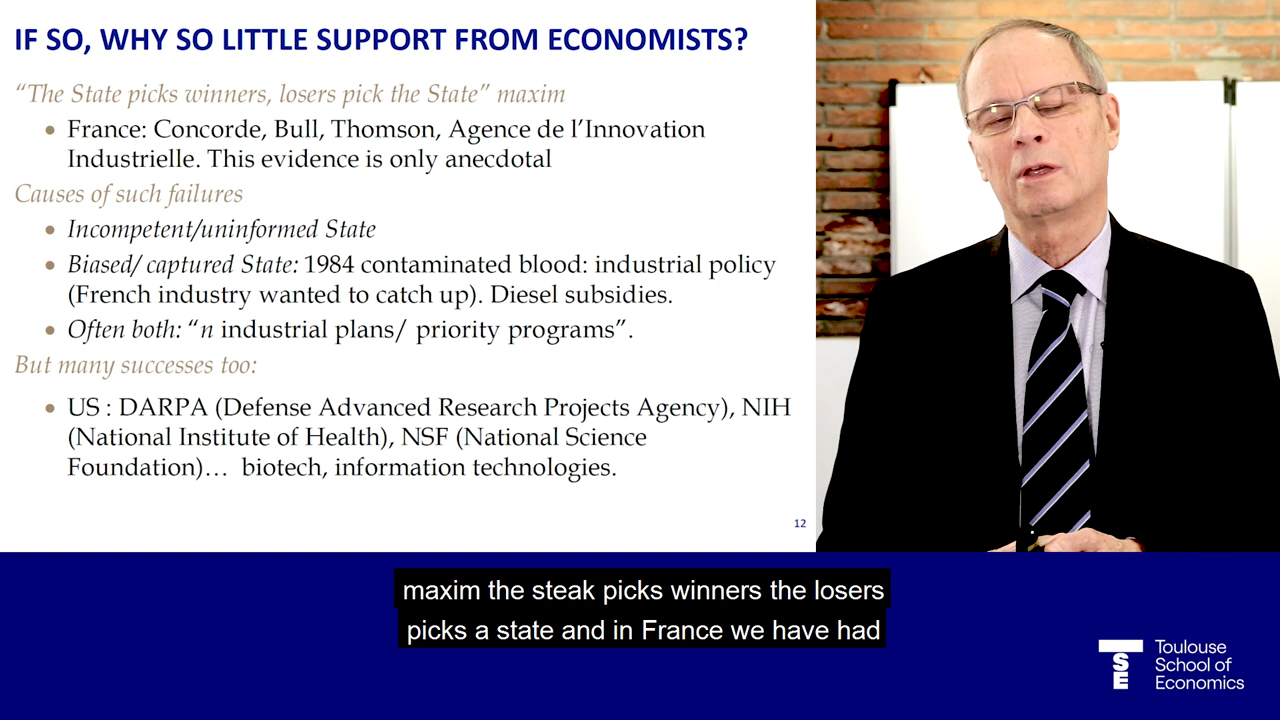 IF SO, WHY SO LITTLE SUPPORT FROM ECONOMISTS?
“The State picks winners, losers pick the State” maxim
• France: Concorde, Bull, Thomson, Agence de l’Innovation
Industrielle. This evidence is only anecdotal
Causes of such failures
• Incompetent/uninformed State
• Biased/ captured State: 1984 contaminated blood: industrial policy
(French industry wanted to catch up). Diesel subsidies.
• Often both: “n industrial plans/ priority programs”.
But many successes too:
• US : DARPA (Defense Advanced Research Projects Agency), NIH
(National Institute of Health), NSF (National Science
Foundation)… biotech, information technologies.
12
maxim the steak picks winners the losers
picks a state and in France we have had
TSE
Toulouse
School of
Economics